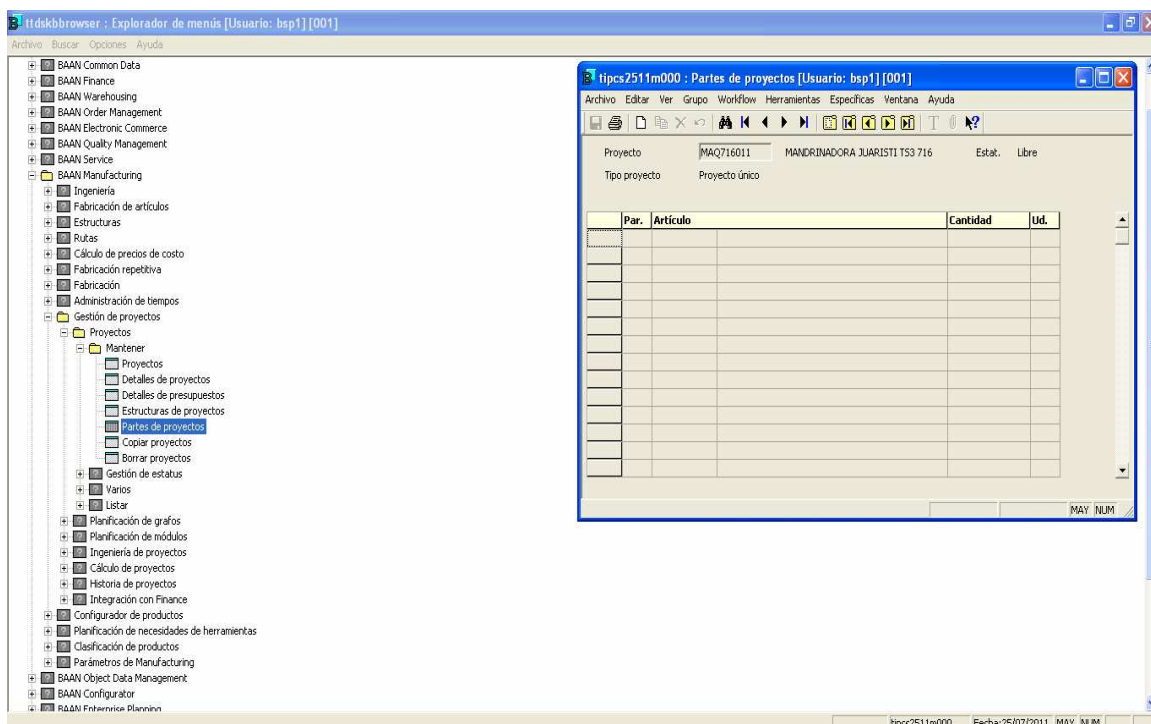 ttdskbbrowser : Explorador de menús [Usuario: bsp1] [001]
Archivo Buscar Opciones Ayuda
BAAN Common Data
BAAN Finance
BAAN Warehousing
BAAN Order Management
BAAN Electronic Commerce
BAAN Quality Management
BAAN Service
BAAN Manufacturing
Ingeniería
Fabricación de artículos
Estructuras
Rutas
Cálculo de precios de costo
Fabricación repetitiva
Fabricación
Administración de tiempos
Gestión de proyectos
Proyectos
Mantener
Proyectos
Detalles de proyectos
Detalles de presupuestos
Estructuras de proyectos
Partes de proyectos
Copiar proyectos
Borrar proyectos
Gestión de estatus
Varios
Listar
Planificación de grafos
Planificación de módulos
Ingeniería de proyectos
Cálculo de proyectos
Historia de proyectos
Integración con Finance
Configurador de productos
Planificación de necesidades de herramientas
Clasificación de productos
Parámetros de Manufacturing
BAAN Object Data Management
BAAN Configurator
BAAN Enterprise Planning
tipcs2511m000 : Partes de proyectos [Usuario: bsp1] [001]
Archivo Editar Ver Grupo Workflow Herramientas Específicas Ventana Ayuda
Proyecto MAQ716011 MANDRINADORA JUARISTI TS3 716 Estat. Libre
Tipo proyecto Proyecto único
Par. Artículo Cantidad Ud.
MAY NUM
tipcs2511m000 Fecha:25/07/2011 MAY NUM